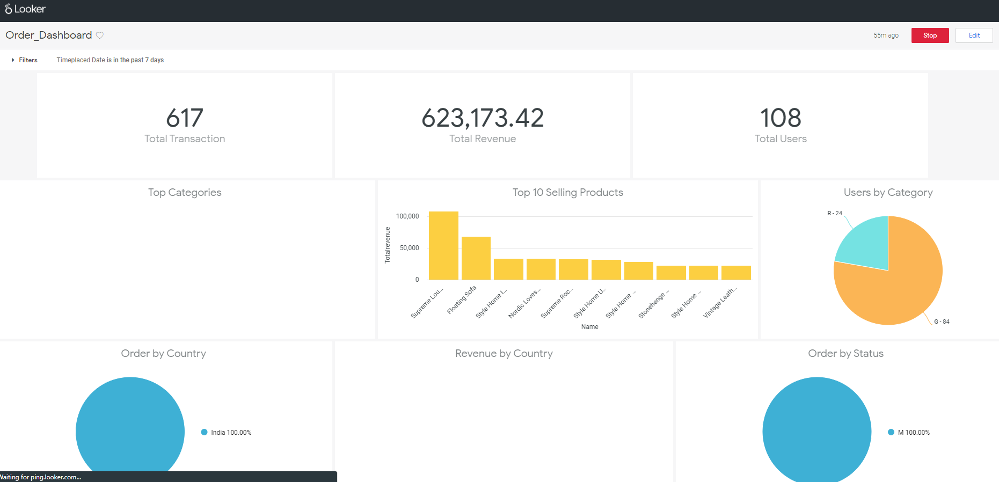 Looker
Order_Dashboard
55m ago
Stop
Edit
Filters
Timeplaced Date is in the past 7 days
617
Total Transaction
623,173.42
Total Revenue
108
Total Users
Top Categories
Top 10 Selling Products
Totalrevenue
100,000
50,000
0
Supreme Lou...
Floating Sofa
Style Home I...
Nordic Loves...
Supreme Roc...
Style Home U...
Style Home ...
Stonehenge ...
Style Home ...
Vintage Leath...
Name
Users by Category
R - 24
G - 84
Order by Country
India 100.00%
Revenue by Country
Order by Status
M 100.00%
Waiting for ping.looker.com...